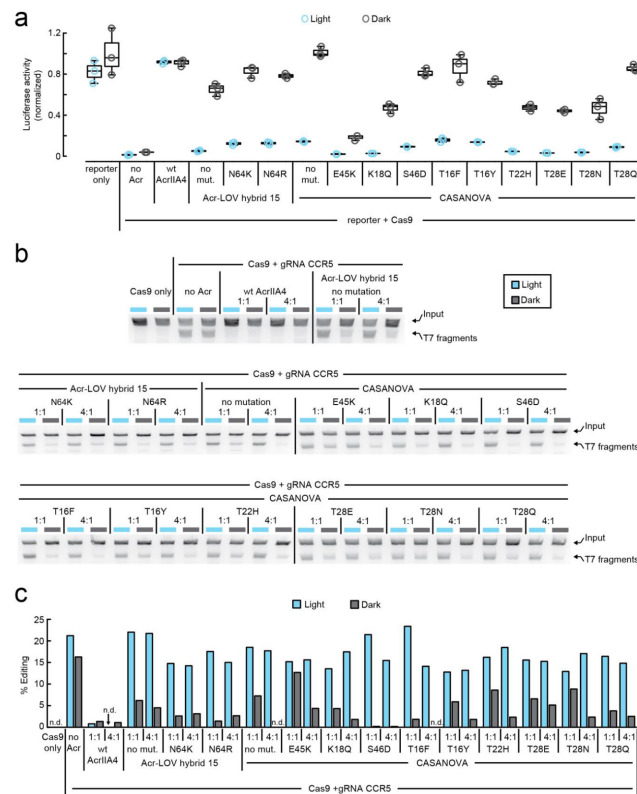 a
Light Dark
Luciferase activity
(normalized)
1.2
0.8
0.4
0
reporter only
no Acr
wt AcrIIA4
no mut.
N64K
N64R
no mut.
E45K
K18Q
S46D
T16F
T16Y
T22H
T28E
T28N
T28Q
Acr-LOV hybrid 15 CASANOVA
reporter + Cas9
b
Cas9 + gRNA CCR5
Cas9 only no Acr wt AcrIIA4 Acr-LOV hybrid 15
no mutation
1:1 4:1 1:1 4:1
Input
T7 fragments
Light
Dark
Cas9 + gRNA CCR5
Acr-LOV hybrid 15 CASANOVA
N64K N64R no mutation E45K K18Q S46D
1:1 4:1 1:1 4:1 1:1 4:1 1:1 4:1 1:1 4:1 1:1 4:1
Input
T7 fragments
Cas9 + gRNA CCR5
CASANOVA
T16F T16Y T22H T28E T28N T28Q
1:1 4:1 1:1 4:1 1:1 4:1 1:1 4:1 1:1 4:1 1:1 4:1
Input
T7 fragments
c
Light Dark
% Editing
25
20
15
10
5
0
n.d. n.d. n.d. n.d.
Cas9 only
no Acr
1:1 4:1 1:1 4:1 1:1 4:1 1:1 4:1 1:1 4:1 1:1 4:1 1:1 4:1 1:1 4:1 1:1 4:1 1:1 4:1 1:1 4:1 1:1 4:1 1:1 4:1 1:1 4:1
wt AcrIIA4
no mut. N64K N64R no mut. E45K K18Q S46D T16F T16Y T22H T28E T28N T28Q
Acr-LOV hybrid 15 CASANOVA
Cas9 +gRNA CCR5